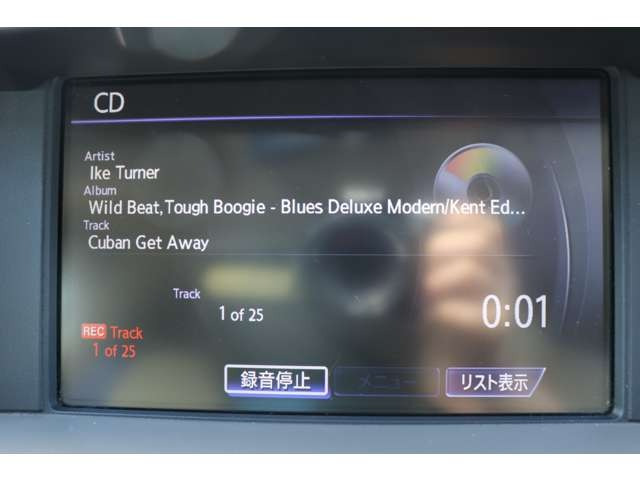 CD
Artist
Ike Turner
Album
Wild Beat,Tough Boogie - Blues Deluxe Modern/Kent Ed...
Track
Cuban Get Away
Track
1 of 25
0:01
REC Track
1 of 25
録音停止
メニュー
リスト表示